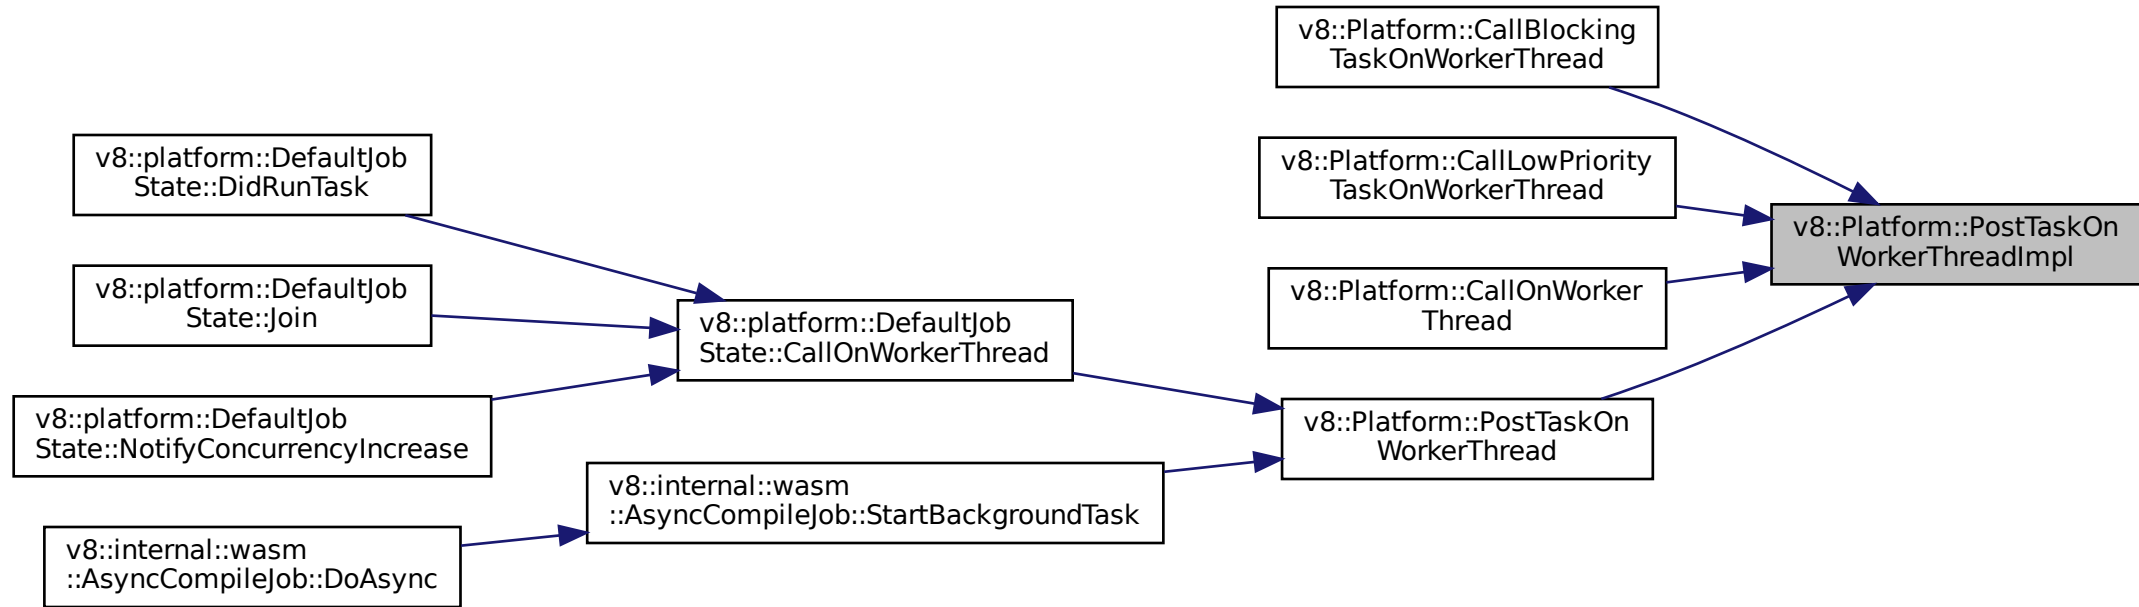 v8::Platform::CallBlocking
TaskOnWorkerThread
v8::platform::DefaultJob
State::DidRunTask
v8::Platform::CallLowPriority
TaskOnWorkerThread
v8::Platform::PostTaskOn
WorkerThreadImpl
v8::platform::DefaultJob
State::Join
v8::Platform::CallOnWorker
Thread
v8::platform::DefaultJob
State::CallOnWorkerThread
v8::platform::DefaultJob
State::NotifyConcurrencyIncrease
v8::Platform::PostTaskOn
WorkerThread
v8::internal::wasm
::AsyncCompileJob::StartBackgroundTask
v8::internal::wasm
::AsyncCompileJob::DoAsync